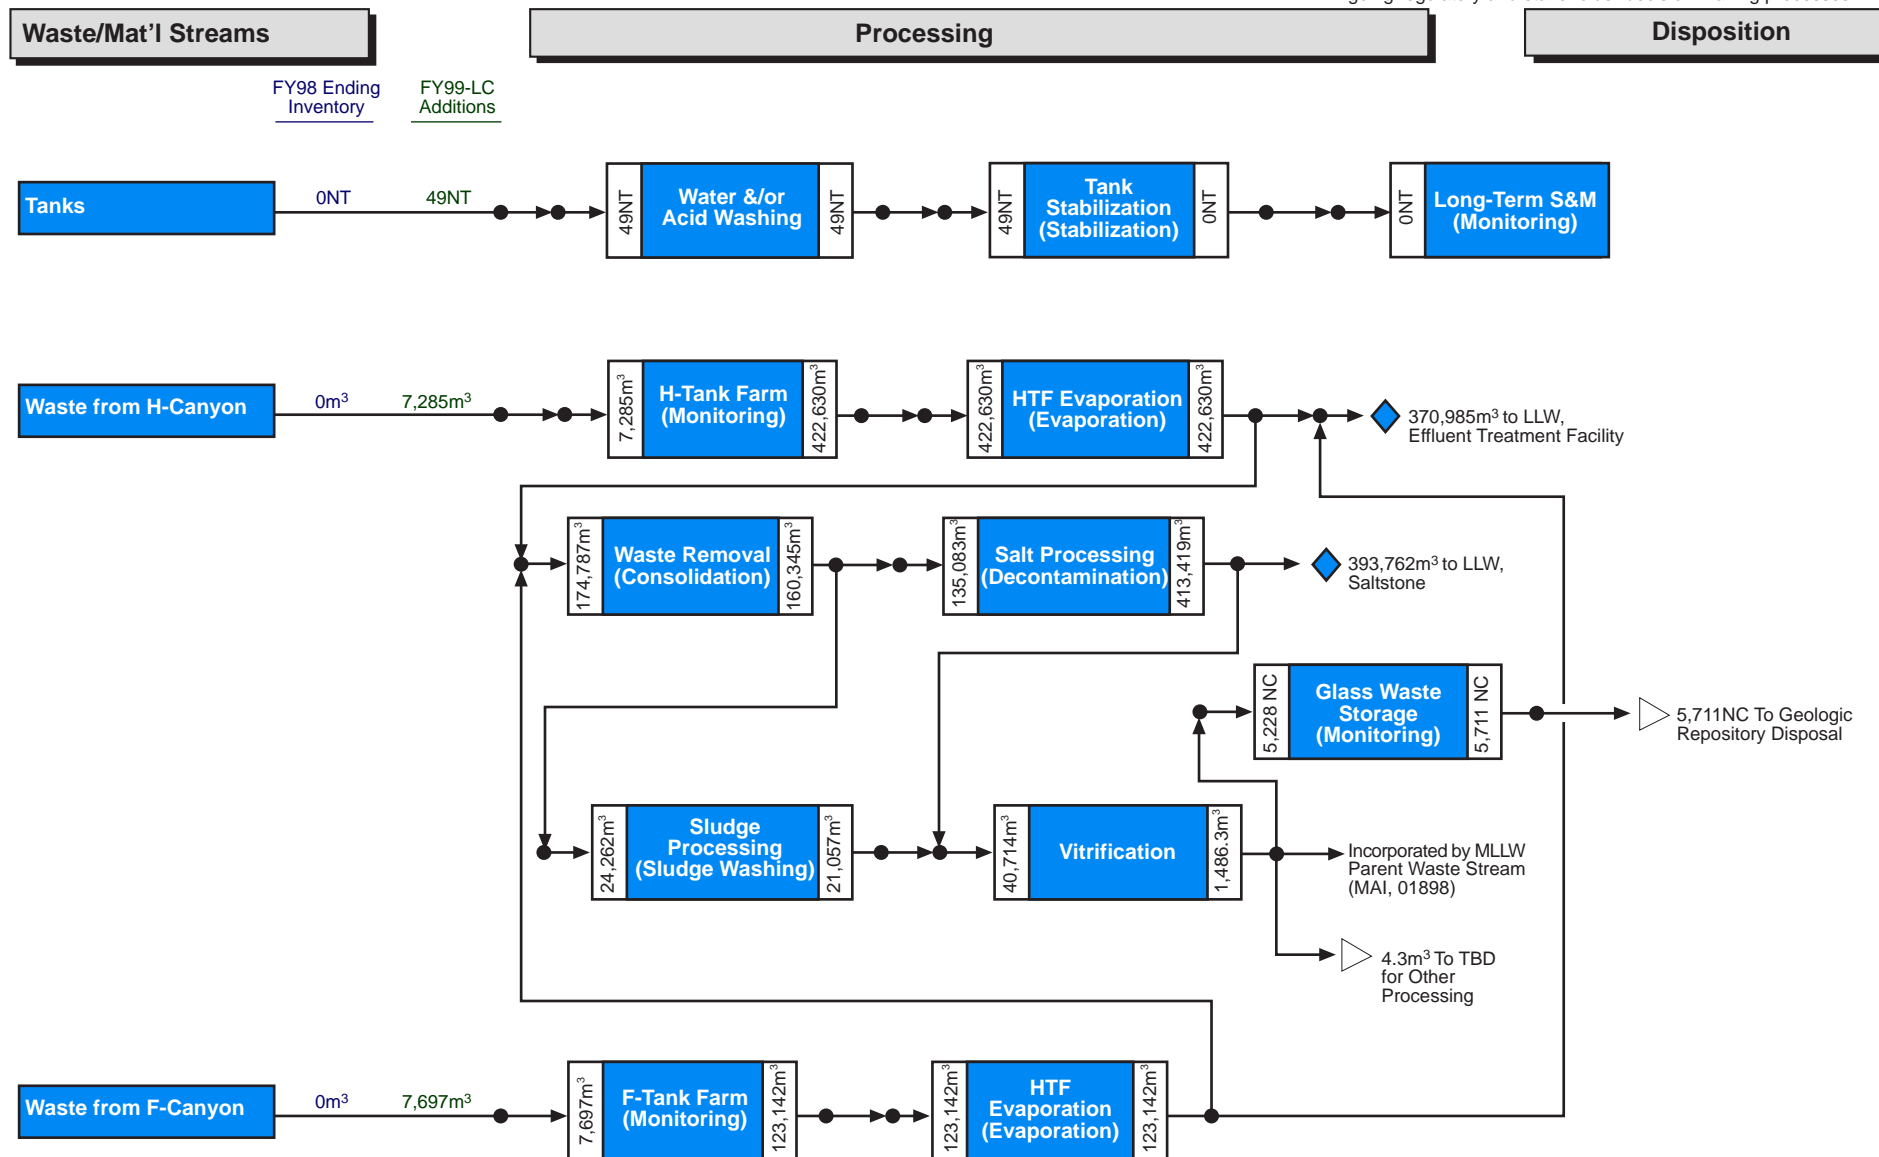 Waste/Mat'l Streams
Processing
Disposition
FY98 Ending
Inventory
FY99-LC
Additions
Tanks
0NT
49NT
49NT
Water &/or
Acid Washing
49NT
49NT
Tank
Stabilization
(Stabilization)
0NT
0NT
Long-Term S&M
(Monitoring)
Waste from H-Canyon
0m³
7,285m³
7,285m³
H-Tank Farm
(Monitoring)
422,630m³
422,630m³
HTF Evaporation
(Evaporation)
422,630m³
370,985m³ to LLW,
Effluent Treatment Facility
174,787m³
Waste Removal
(Consolidation)
160,345m³
135,083m³
Salt Processing
(Decontamination)
413,419m³
393,762m³ to LLW,
Saltstone
5,228 NC
Glass Waste
Storage
(Monitoring)
5,711 NC
5,711NC To Geologic
Repository Disposal
24,262m³
Sludge
Processing
(Sludge Washing)
21,057m³
40,714m³
Vitrification
1,486.3m³
Incorporated by MLLW
Parent Waste Stream
(MAI, 01898)
4.3m³ To TBD
for Other
Processing
Waste from F-Canyon
0m³
7,697m³
7,697m³
F-Tank Farm
(Monitoring)
123,142m³
123,142m³
HTF
Evaporation
(Evaporation)
123,142m³